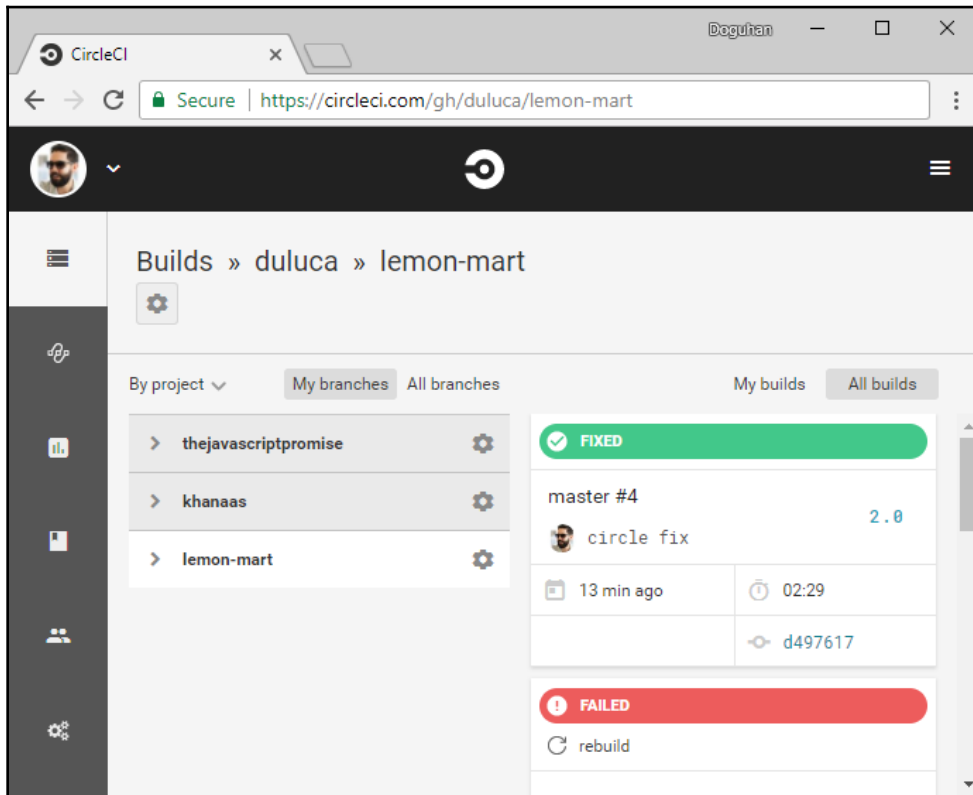 Doguhan
CircleCI
Secure https://circleci.com/gh/duluca/lemon-mart
Builds » duluca » lemon-mart
By project My branches All branches My builds All builds
thejavascriptpromise
khanaas
lemon-mart
FIXED
master #4
2.0
circle fix
13 min ago 02:29
d497617
FAILED
rebuild